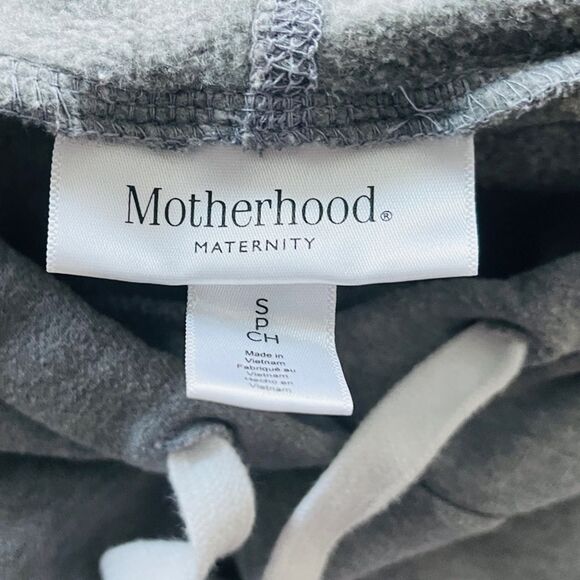 Motherhood®
MATERNITY
S
P
CH
Made in
Vietnam
Fabriqué au
Vietnam
Hecho en
Vietnam